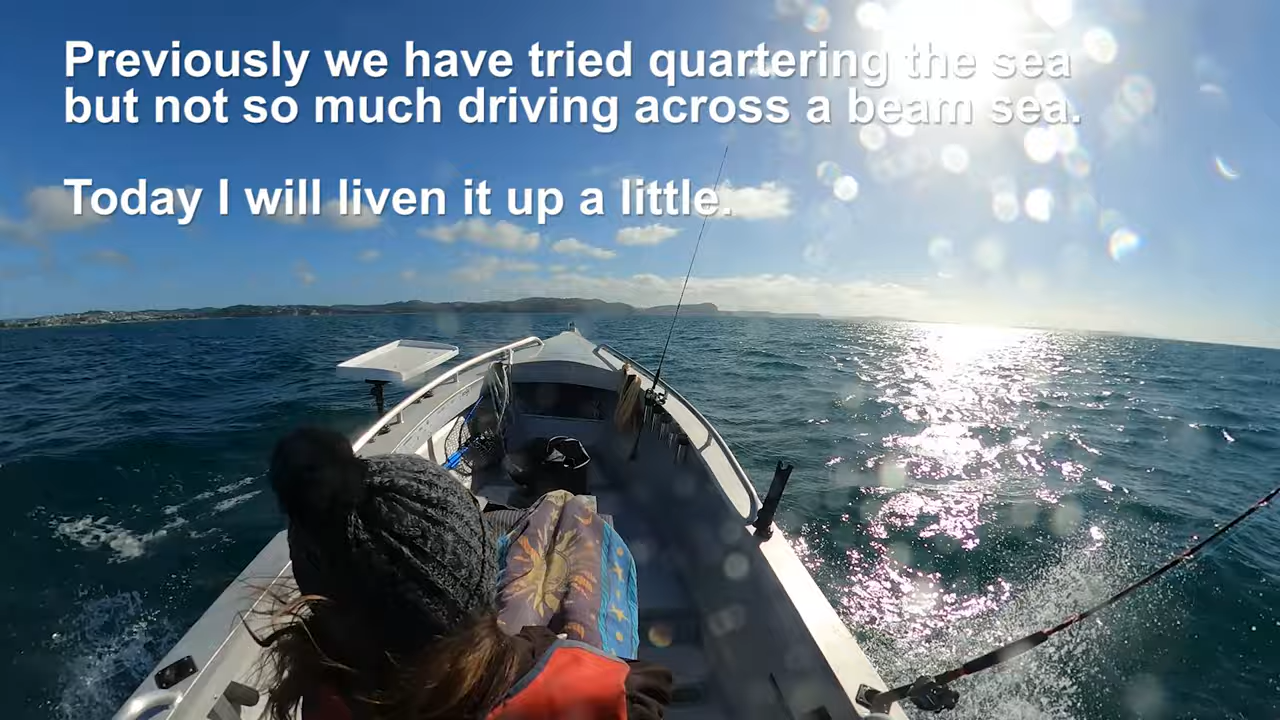 Previously we have tried quartering the sea
but not so much driving across a beam sea.
Today I will liven it up a little.